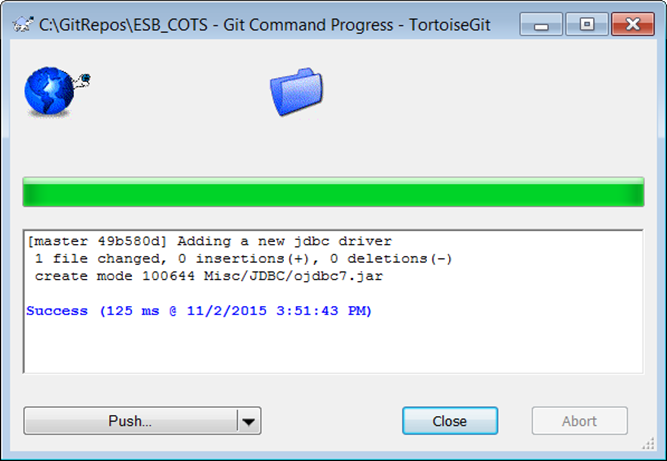 C:\GitRepos\ESB_COTS - Git Command Progress - TortoiseGit
[master 49b580d] Adding a new jdbc driver
1 file changed, 0 insertions(+), 0 deletions(-)
create mode 100644 Misc/JDBC/ojdbc7.jar
Success (125 ms @ 11/2/2015 3:51:43 PM)
Push... Close Abort